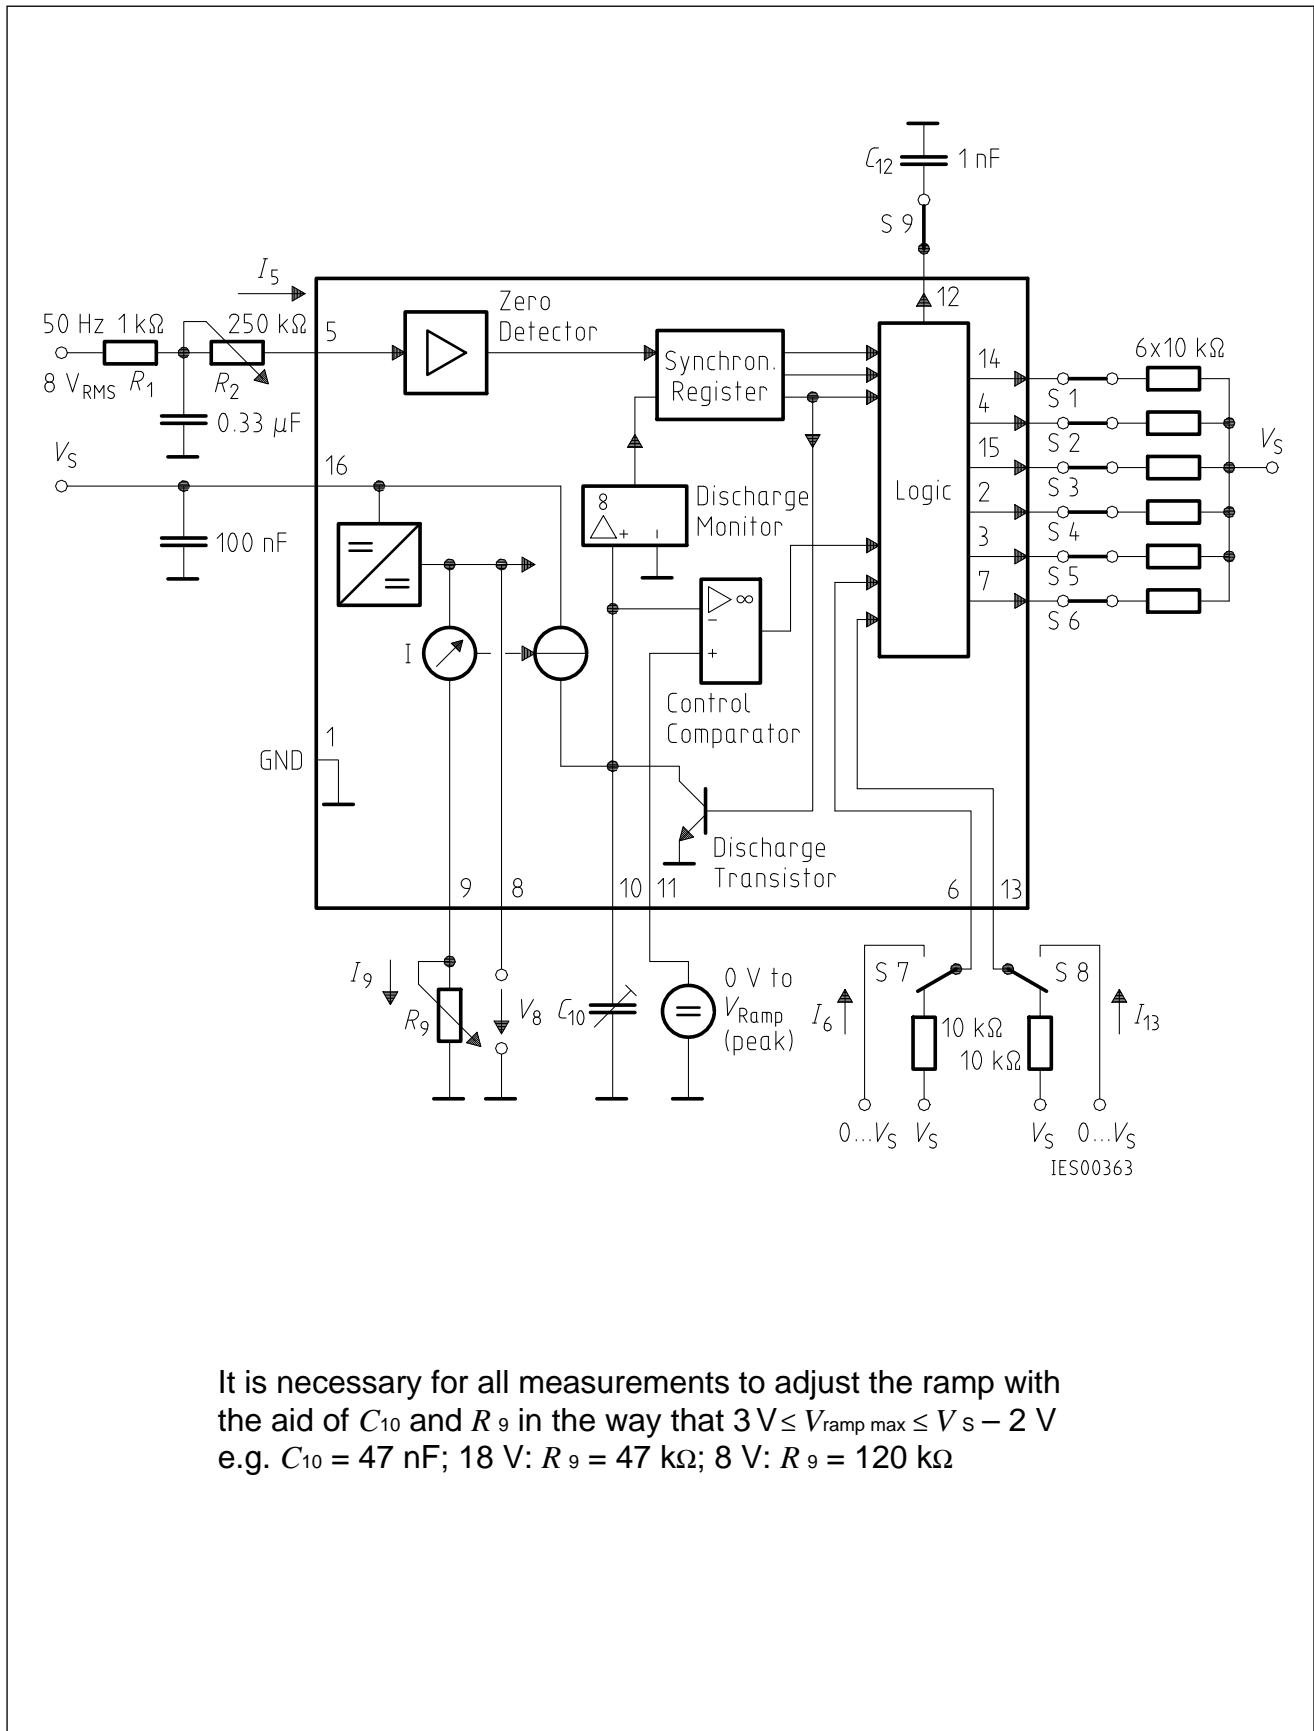 C12 1 nF
S 9
I5
12
50 Hz 1 kΩ 250 kΩ 5
Zero
Detector
8 VRMS R1 R2
0.33 µF
Synchron.
Register
Logic
14
4
15
2
3
7
6x10 kΩ
S 1
S 2
S 3
S 4
S 5
S 6
VS
VS
16
100 nF
8
+ −
Discharge
Monitor
=
=
∞
−
+
I
Control
Comparator
1
GND
Discharge
Transistor
9 8 10 11 6 13
I9
R9
V8
C10
=
0 V to
VRamp
(peak)
S 7 S 8
I6
I13
10 kΩ
10 kΩ
0...VS VS VS 0...VS
IES00363
It is necessary for all measurements to adjust the ramp with
the aid of C10 and R 9 in the way that 3 V ≤ Vramp max ≤ V S – 2 V
e.g. C10 = 47 nF; 18 V: R 9 = 47 kΩ; 8 V: R 9 = 120 kΩ